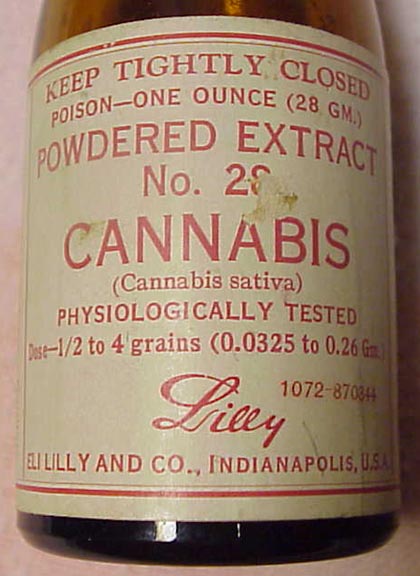 KEEP TIGHTLY CLOSED
POISON—ONE OUNCE (28 GM.)
POWDERED EXTRACT
No. 28
CANNABIS
(Cannabis sativa)
PHYSIOLOGICALLY TESTED
Dose—1/2 to 4 grains (0.0325 to 0.26 Gm.)
Lilly 1072-870844
ELI LILLY AND CO., INDIANAPOLIS, U.S.A.